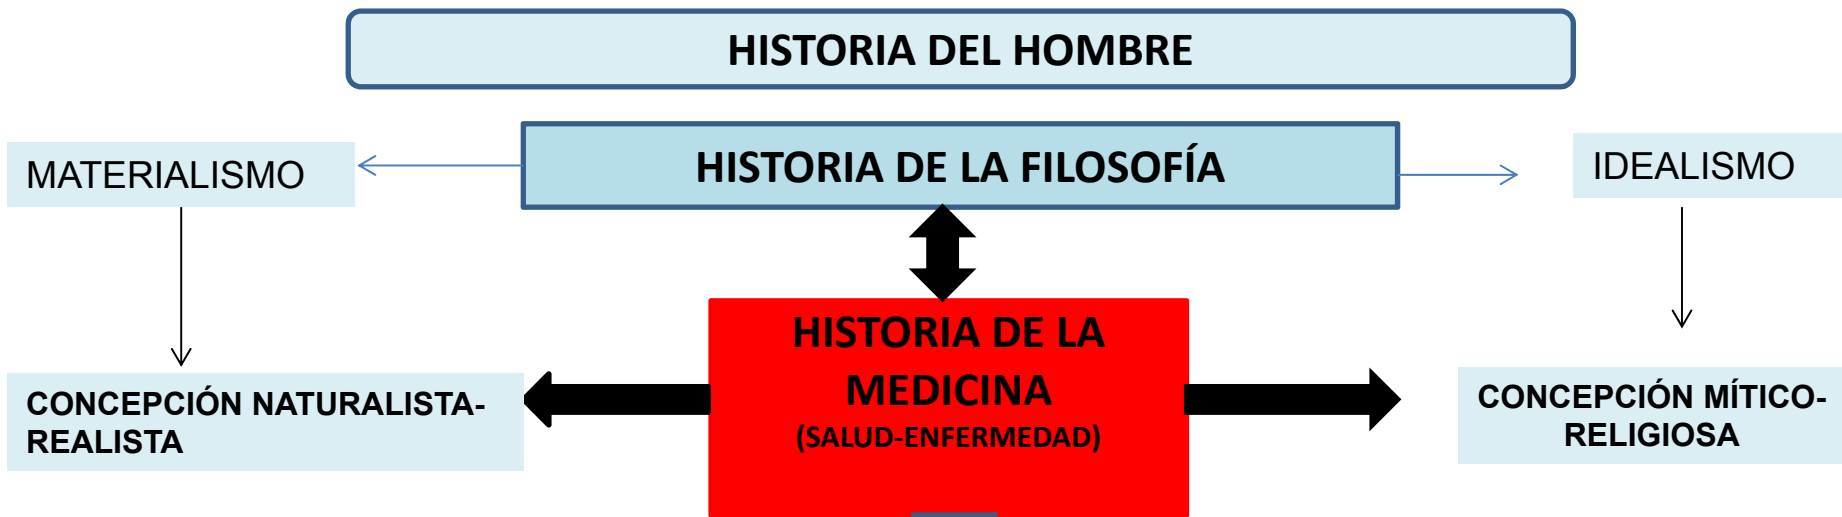 HISTORIA DEL HOMBRE
MATERIALISMO
HISTORIA DE LA FILOSOFÍA
IDEALISMO
HISTORIA DE LA
MEDICINA
(SALUD-ENFERMEDAD)
CONCEPCIÓN NATURALISTA-
REALISTA
CONCEPCIÓN MÍTICO-
RELIGIOSA